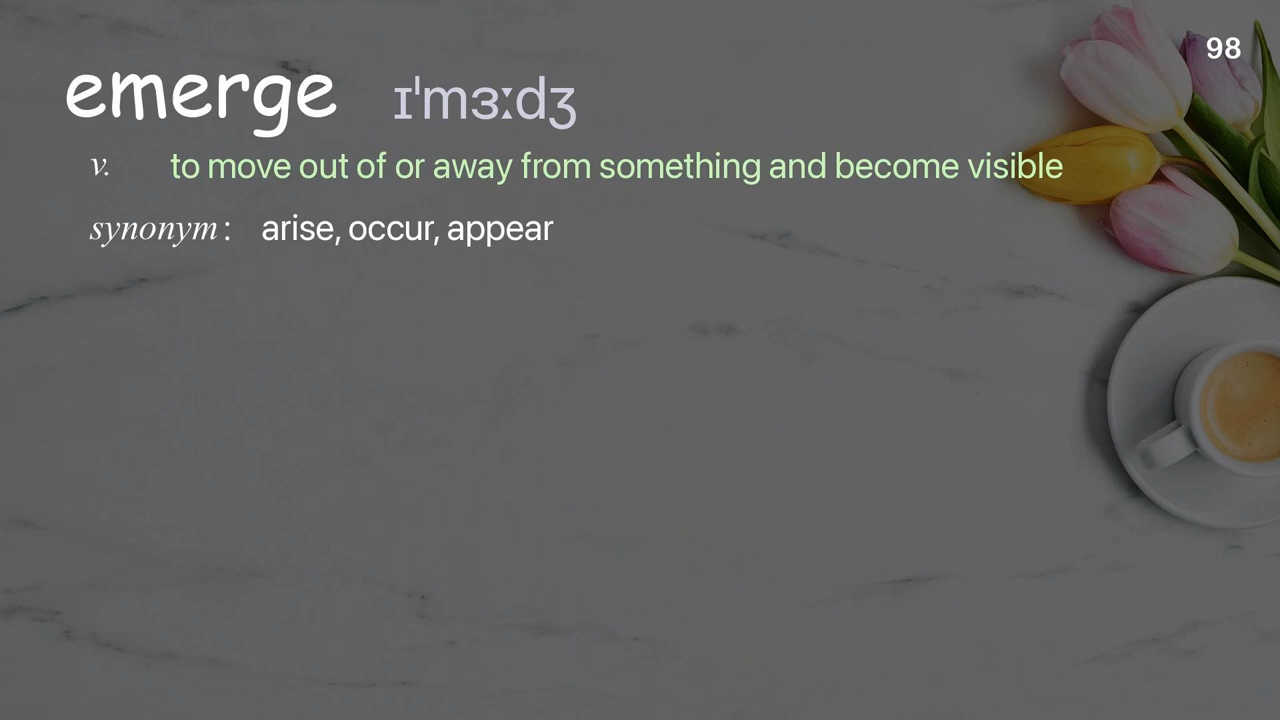 98
emerge ɪˈmɜːdʒ
v. to move out of or away from something and become visible
synonym: arise, occur, appear